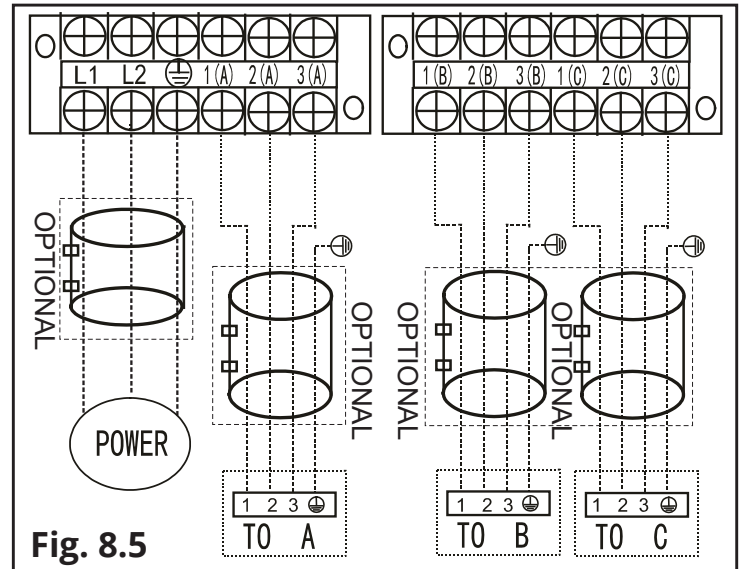 L1 L2 1(A) 2(A) 3(A) 1(B) 2(B) 3(B) 1(C) 2(C) 3(C)
OPTIONAL
OPTIONAL
OPTIONAL
OPTIONAL
POWER
1 2 3
TO A
1 2 3
TO B
1 2 3
TO C
Fig. 8.5